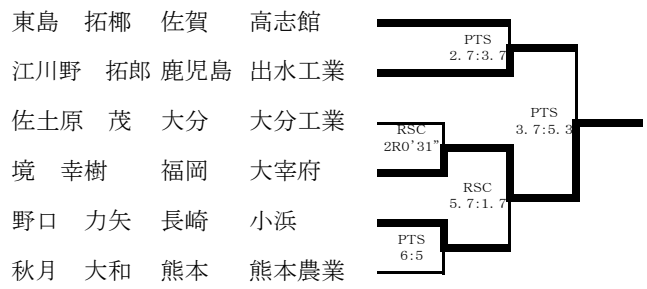 東島　拓椰　佐賀　高志館
PTS
2. 7:3. 7
江川野　拓郎 鹿児島　出水工業
佐土原　茂　大分　大分工業
PTS
3. 7:5. 3
RSC
2R0'31"
境　幸樹　福岡　大宰府
RSC
5. 7:1. 7
野口　力矢　長崎　小浜
PTS
6:5
秋月　大和　熊本　熊本農業